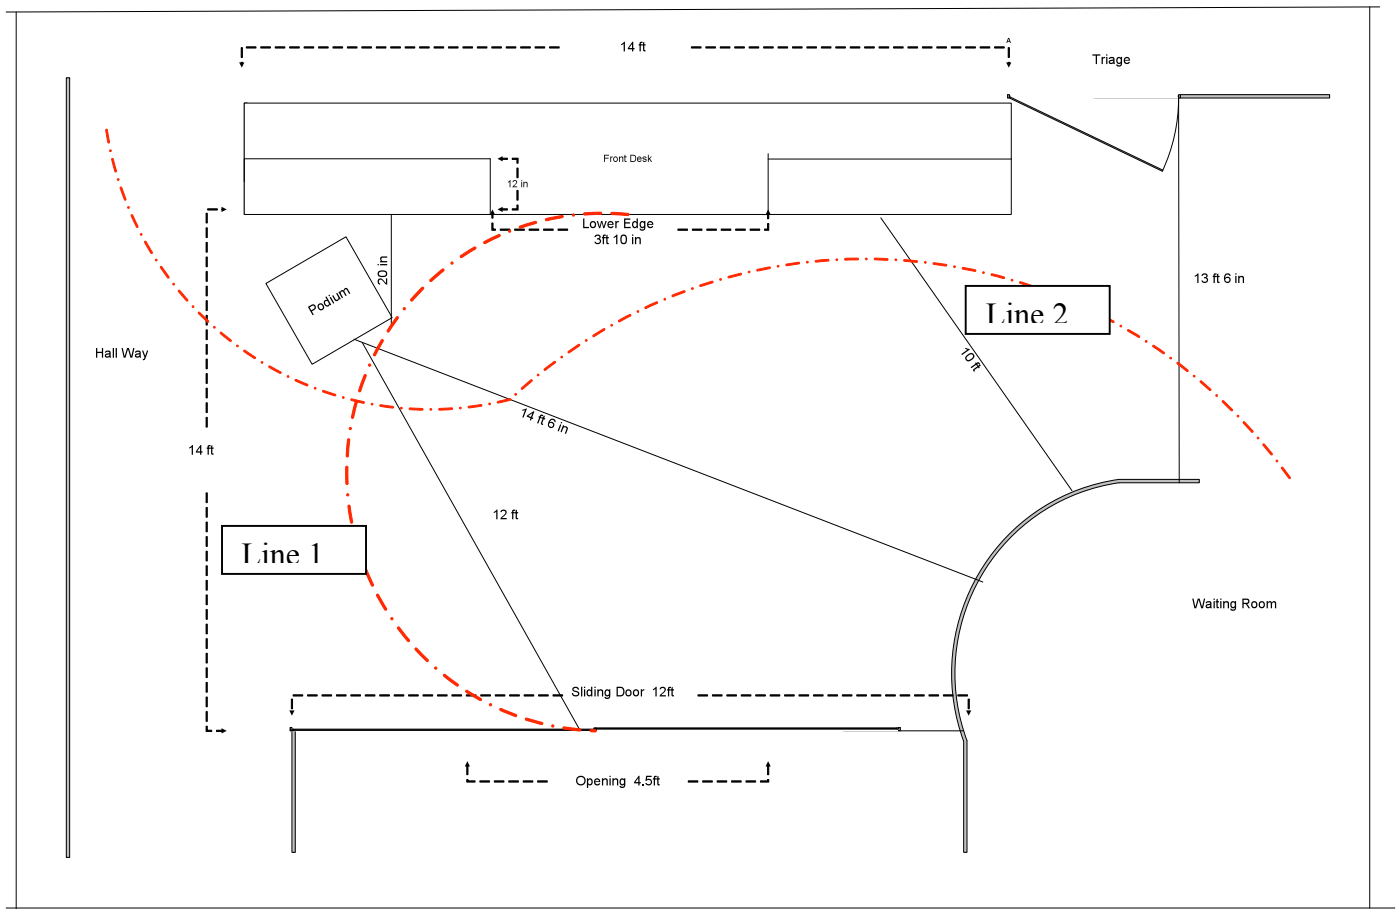 14 ft
A
Triage
Front Desk
12 in
Lower Edge
3ft 10 in
20 in
Podium
13 ft 6 in
Line 2
Hall Way
10 ft
14 ft 6 in
14 ft
12 ft
Line 1
Waiting Room
Sliding Door 12ft
Opening 4.5ft